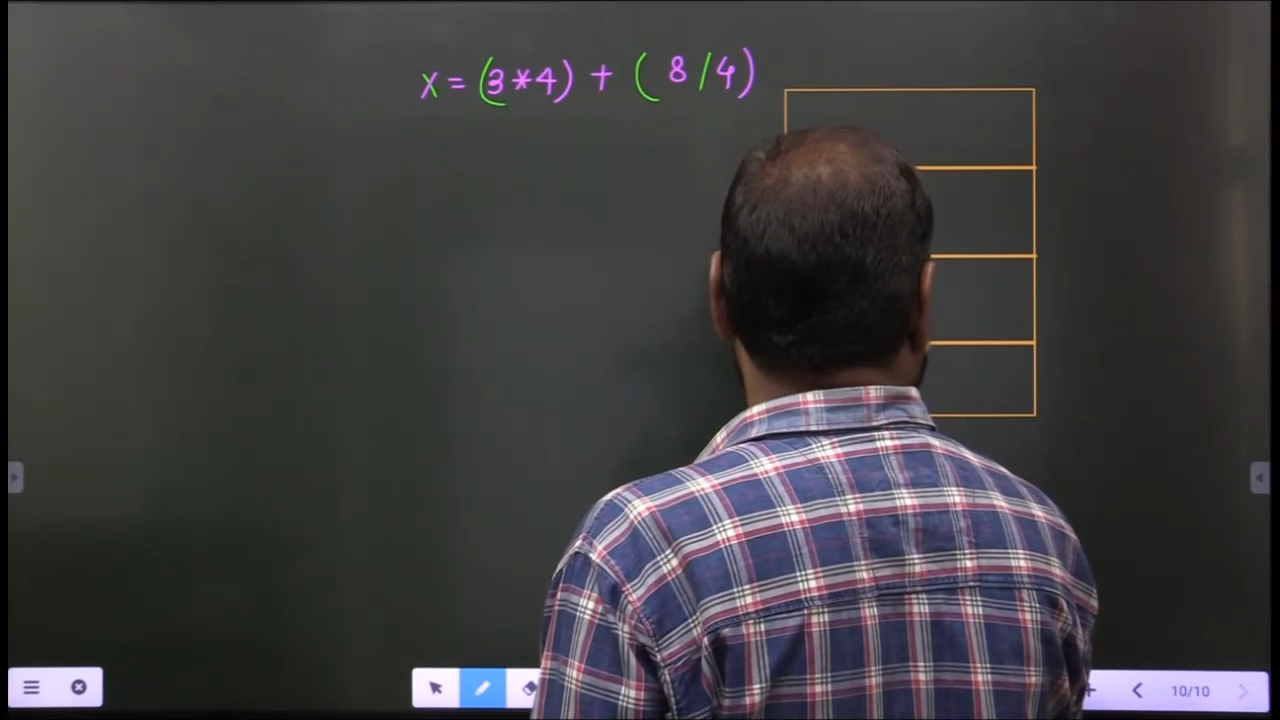 x = (3*4) + ( 8/4)
10/10